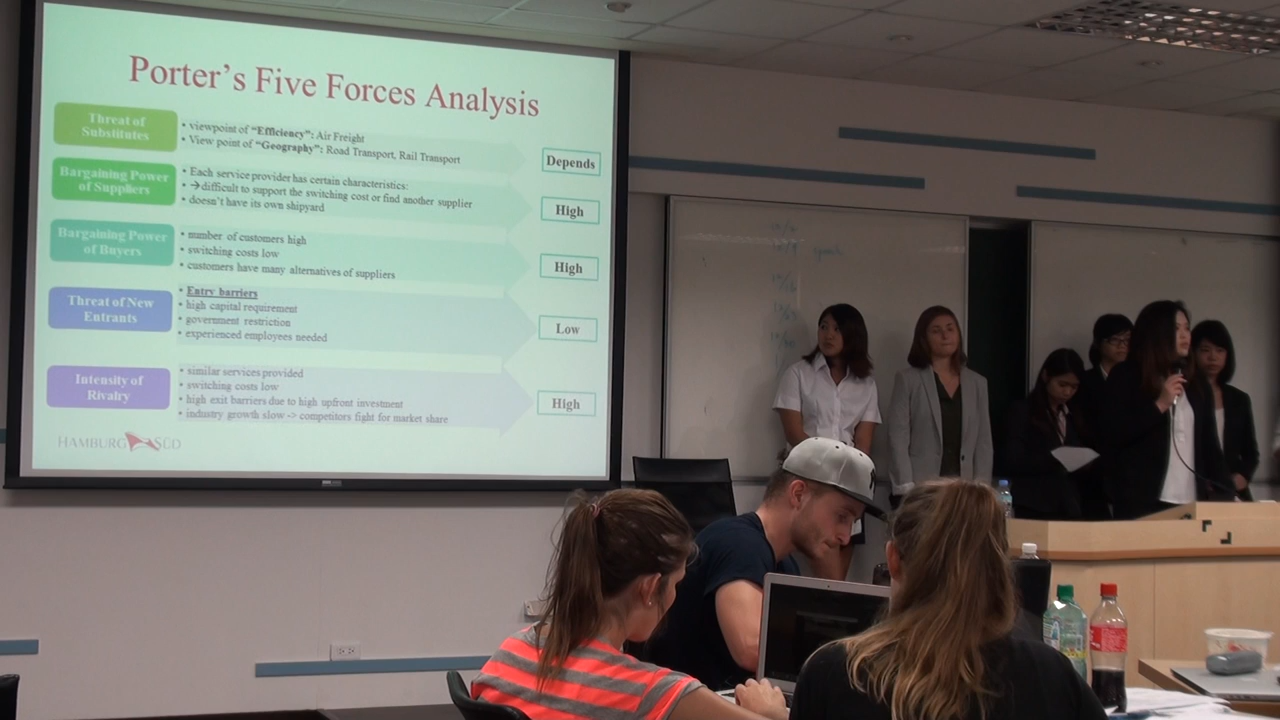 Porter's Five Forces Analysis
Threat of
Substitutes
• viewpoint of "Efficiency": Air Freight
• View point of "Geography": Road Transport, Rail Transport
Depends
Bargaining Power
of Suppliers
• Each service provider has certain characteristics:
• →difficult to support the switching cost or find another supplier
• doesn't have its own shipyard
High
Bargaining Power
of Buyers
• number of customers high
• switching costs low
• customers have many alternatives of suppliers
High
Threat of New
Entrants
• Entry barriers
• high capital requirement
• government restriction
• experienced employees needed
Low
Intensity of
Rivalry
• similar services provided
• switching costs low
• high exit barriers due to high upfront investment
• industry growth slow -> competitors fight for market share
High
HAMBURG SÜD